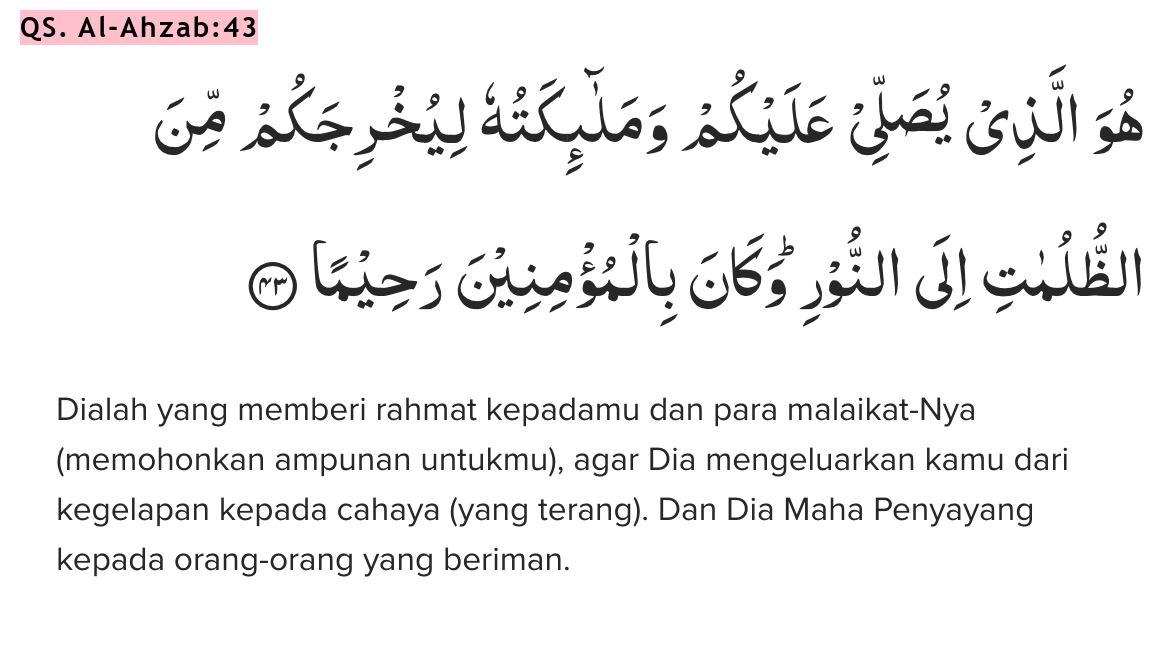 QS. Al-Ahzab:43
هُوَ الَّذِيْ يُصَلِّيْ عَلَيْكُمْ وَمَلٰۤىِٕكَتُهٗ لِيُخْرِجَكُمْ مِّنَ
الظُّلُمٰتِ اِلَى النُّوْرِۗ وَكَانَ بِالْمُؤْمِنِيْنَ رَحِيْمًا ۴۳
Dialah yang memberi rahmat kepadamu dan para malaikat-Nya
(memohonkan ampunan untukmu), agar Dia mengeluarkan kamu dari
kegelapan kepada cahaya (yang terang). Dan Dia Maha Penyayang
kepada orang-orang yang beriman.